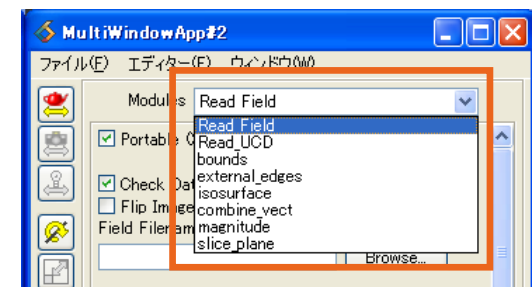 MultiWindowApp#2
ファイル(F) エディター(E) ウィンドウ(W)
Modules Read Field
Read Field
Read_UCD
bounds
external_edges
isosurface
combine_vect
magnitude
slice_plane
Portable
Check Dat
Flip Image
Field Filenam
Browse...